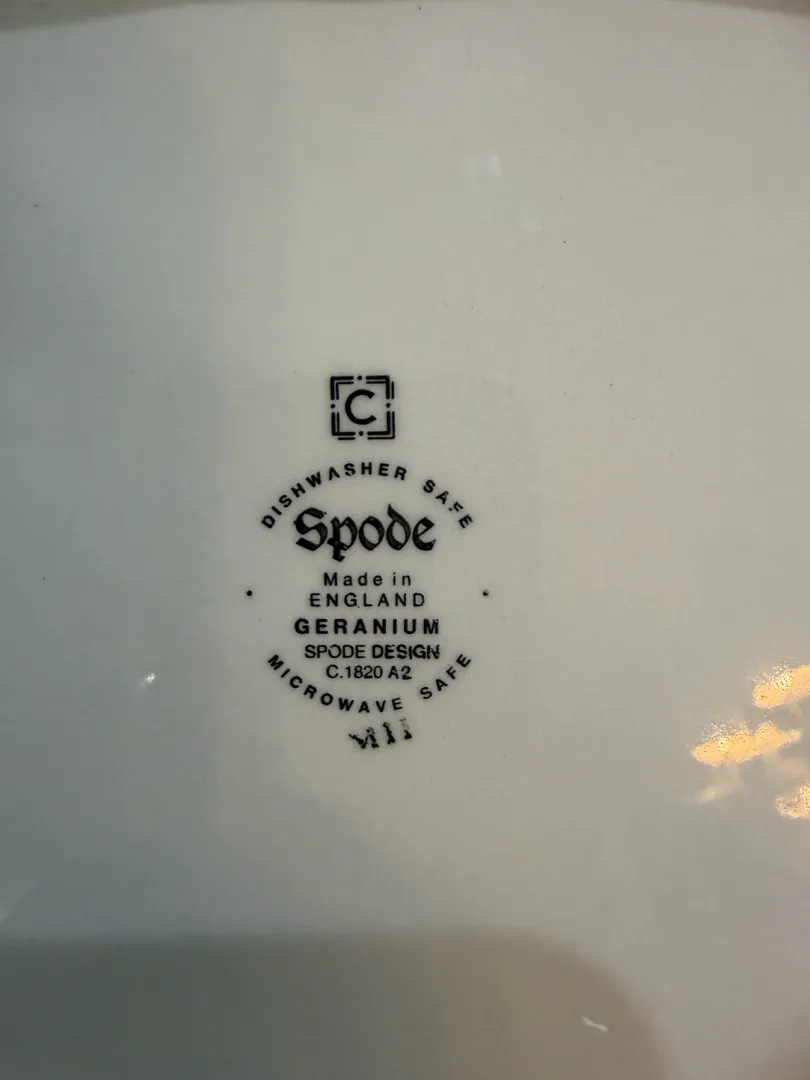 C
DISHWASHER SAFE
Spode
Made in
ENGLAND
GERANIUM
SPODE DESIGN
C.1820 A2
MICROWAVE SAFE